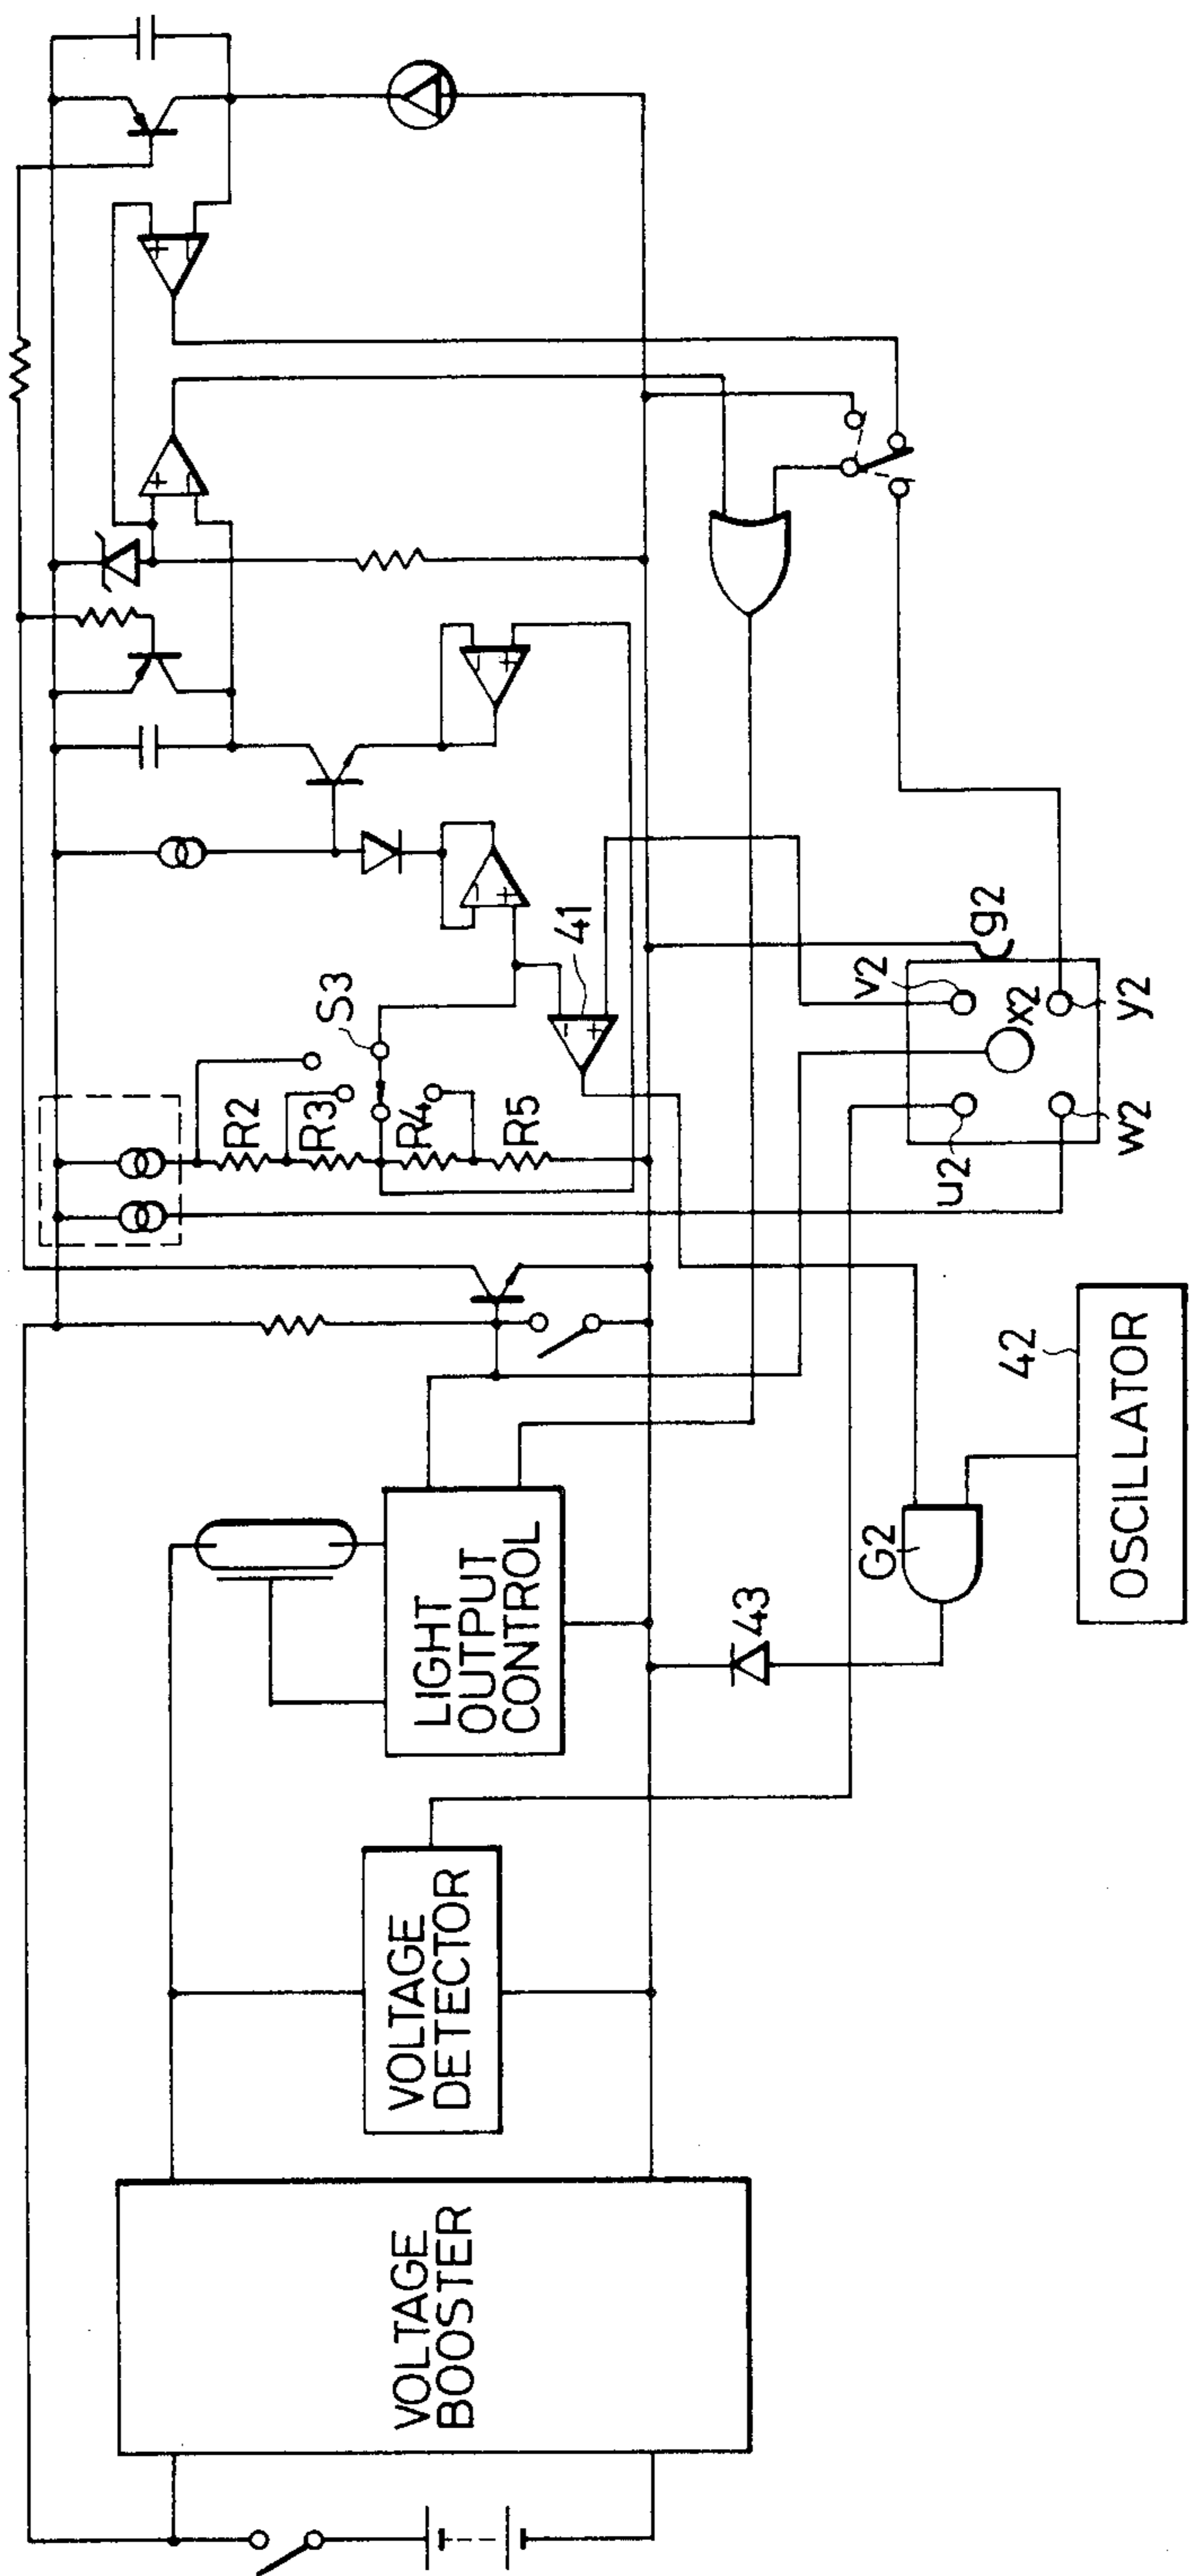 VOLTAGE
BOOSTER
VOLTAGE
DETECTOR
LIGHT
OUTPUT
CONTROL
43
G2
OSCILLATOR
42
R2
R3
R4
R5
S3
41
u2
v2
w2
x2
y2
g2
+
−
+
−
−
+
−
+
−
+